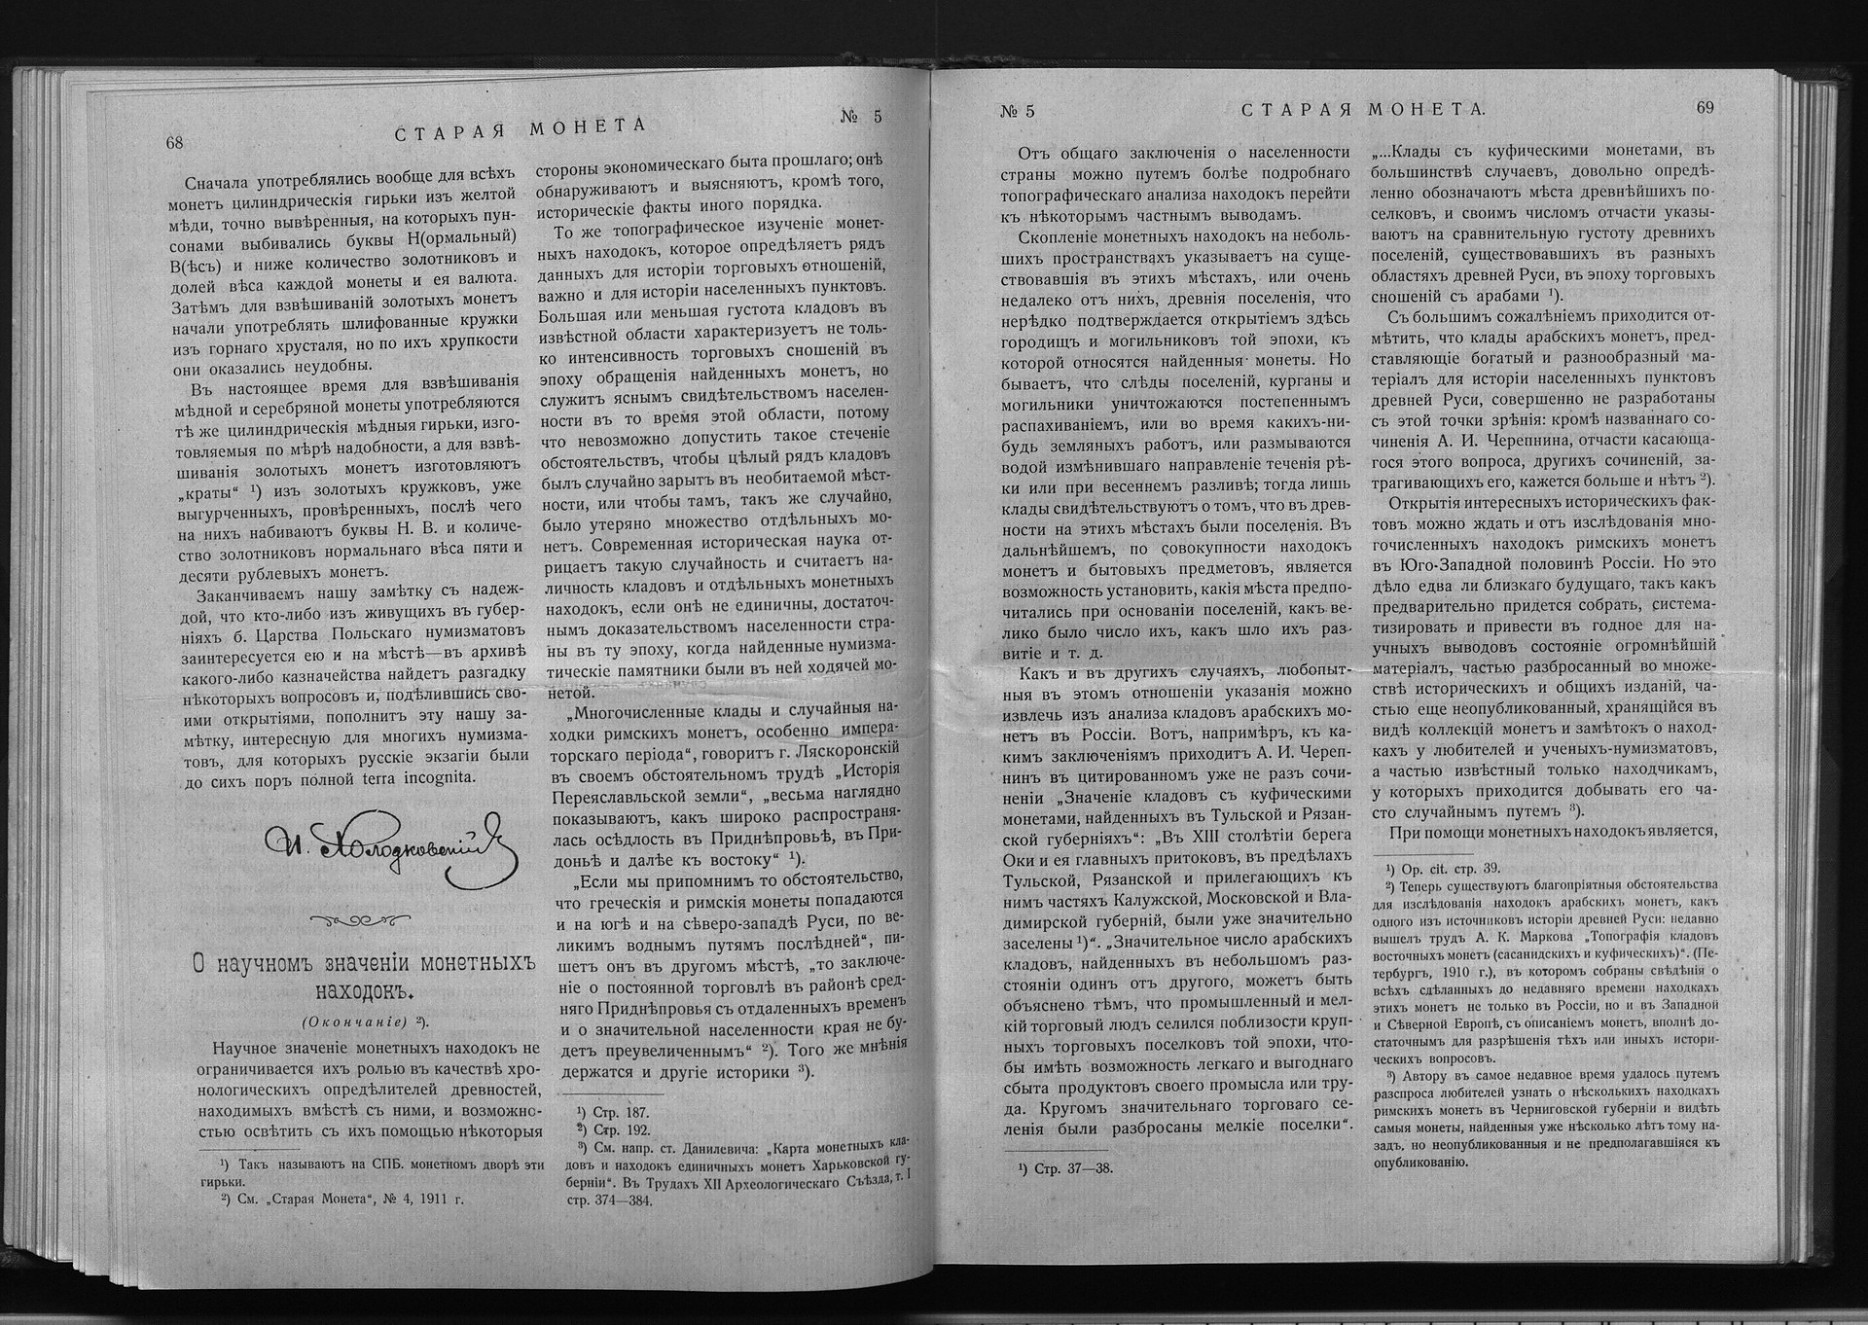 68
СТАРАЯ МОНЕТА
№ 5
Сначала употреблялись вообще для всѣхъ
монетъ цилиндрическія гирьки изъ желтой
мѣди, точно вывѣренныя, на которыхъ пун-
сонами выбивались буквы Н(ормальный)
В(ѣсъ) и ниже количество золотниковъ и
долей вѣса каждой монеты и ея валюта.
Затѣмъ для взвѣшиваній золотыхъ монетъ
начали употреблять шлифованные кружки
изъ горнаго хрусталя, но по ихъ хрупкости
они оказались неудобны.
Въ настоящее время для взвѣшиванія
мѣдной и серебряной монеты употребляются
тѣ же цилиндрическія мѣдныя гирьки, изго-
товляемыя по мѣрѣ надобности, а для взвѣ-
шиванія золотыхъ монетъ изготовляютъ
„краты“ ¹) изъ золотыхъ кружковъ, уже
выгурченныхъ, провѣренныхъ, послѣ чего
на нихъ набиваютъ буквы Н. В. и количе-
ство золотниковъ нормальнаго вѣса пяти и
десяти рублевыхъ монетъ.
Заканчиваемъ нашу замѣтку съ надеж-
дой, что кто-либо изъ живущихъ въ губер-
ніяхъ б. Царства Польскаго нумизматовъ
заинтересуется ею и на мѣстѣ—въ архивѣ
какого-либо казначейства найдетъ разгадку
нѣкоторыхъ вопросовъ и, подѣлившись сво-
ими открытіями, пополнитъ эту нашу за-
мѣтку, интересную для многихъ нумизма-
товъ, для которыхъ русскіе экзагіи были
до сихъ поръ полной terra incognita.
И. Холодковскій
О научномъ значеніи монетныхъ
находокъ.
(Окончаніе) ²).
Научное значеніе монетныхъ находокъ не
ограничивается ихъ ролью въ качествѣ хро-
нологическихъ опредѣлителей древностей,
находимыхъ вмѣстѣ съ ними, и возможно-
стью освѣтить съ ихъ помощью нѣкоторыя
¹) Такъ называютъ на СПБ. монетномъ дворѣ эти
гирьки.
²) См. „Старая Монета“, № 4, 1911 г.
стороны экономическаго быта прошлаго; онѣ
обнаруживаютъ и выясняютъ, кромѣ того,
историческіе факты иного порядка.
То же топографическое изученіе монет-
ныхъ находокъ, которое опредѣляетъ рядъ
данныхъ для исторіи торговыхъ отношеній,
важно и для исторіи населенныхъ пунктовъ.
Большая или меньшая густота кладовъ въ
извѣстной области характеризуетъ не толь-
ко интенсивность торговыхъ сношеній въ
эпоху обращенія найденныхъ монетъ, но
служитъ яснымъ свидѣтельствомъ населен-
ности въ то время этой области, потому
что невозможно допустить такое стеченіе
обстоятельствъ, чтобы цѣлый рядъ кладовъ
былъ случайно зарытъ въ необитаемой мѣст-
ности, или чтобы тамъ, такъ же случайно,
было утеряно множество отдѣльныхъ мо-
нетъ. Современная историческая наука от-
рицаетъ такую случайность и считаетъ на-
личность кладовъ и отдѣльныхъ монетныхъ
находокъ, если онѣ не единичны, достаточ-
нымъ доказательствомъ населенности стра-
ны въ ту эпоху, когда найденные нумизма-
тическіе памятники были въ ней ходячей мо-
нетой.
„Многочисленные клады и случайныя на-
ходки римскихъ монетъ, особенно импера-
торскаго періода“, говоритъ г. Ляскоронскій
въ своемъ обстоятельномъ трудѣ „Исторія
Переяславльской земли“, „весьма наглядно
показываютъ, какъ широко распространя-
лась осѣдлость въ Приднѣпровьѣ, въ При-
доньѣ и далѣе къ востоку“ ¹).
„Если мы припомнимъ то обстоятельство,
что греческія и римскія монеты попадаются
и на югѣ и на сѣверо-западѣ Руси, по ве-
ликимъ воднымъ путямъ послѣдней“, пи-
шетъ онъ въ другомъ мѣстѣ, „то заключе-
ніе о постоянной торговлѣ въ районѣ сред-
няго Приднѣпровья съ отдаленныхъ временъ
и о значительной населенности края не бу-
детъ преувеличеннымъ“ ²). Того же мнѣнія
держатся и другіе историки ³).
¹) Стр. 187.
²) Стр. 192.
³) См. напр. ст. Данилевича: „Карта монетныхъ кла-
довъ и находокъ единичныхъ монетъ Харьковской гу-
берніи“. Въ Трудахъ XII Археологическаго Съѣзда, т. I
стр. 374—384.
№ 5
СТАРАЯ МОНЕТА.
69
Отъ общаго заключенія о населенности
страны можно путемъ болѣе подробнаго
топографическаго анализа находокъ перейти
къ нѣкоторымъ частнымъ выводамъ.
Скопленіе монетныхъ находокъ на неболь-
шихъ пространствахъ указываетъ на суще-
ствовавшія въ этихъ мѣстахъ, или очень
недалеко отъ нихъ, древнія поселенія, что
нерѣдко подтверждается открытіемъ здѣсь
городищъ и могильниковъ той эпохи, къ
которой относятся найденныя монеты. Но
бываетъ, что слѣды поселеній, курганы и
могильники уничтожаются постепеннымъ
распахиваніемъ, или во время какихъ-ни-
будь земляныхъ работъ, или размываются
водой измѣнившаго направленіе теченія рѣ-
ки или при весеннемъ разливѣ; тогда лишь
клады свидѣтельствуютъ о томъ, что въ древ-
ности на этихъ мѣстахъ были поселенія. Въ
дальнѣйшемъ, по совокупности находокъ
монетъ и бытовыхъ предметовъ, является
возможность установить, какія мѣста предпо-
читались при основаніи поселеній, какъ ве-
лико было число ихъ, какъ шло ихъ раз-
витіе и т. д.
Какъ и въ другихъ случаяхъ, любопыт-
ныя въ этомъ отношеніи указанія можно
извлечь изъ анализа кладовъ арабскихъ мо-
нетъ въ Россіи. Вотъ, напримѣръ, къ ка-
кимъ заключеніямъ приходитъ А. И. Череп-
нинъ въ цитированномъ уже не разъ сочи-
неніи „Значеніе кладовъ съ куфическими
монетами, найденныхъ въ Тульской и Рязан-
ской губерніяхъ“: „Въ XIII столѣтіи берега
Оки и ея главныхъ притоковъ, въ предѣлахъ
Тульской, Рязанской и прилегающихъ къ
нимъ частяхъ Калужской, Московской и Вла-
димирской губерній, были уже значительно
заселены ¹)“. „Значительное число арабскихъ
кладовъ, найденныхъ въ небольшомъ раз-
стояніи одинъ отъ другого, можетъ быть
объяснено тѣмъ, что промышленный и мел-
кій торговый людъ селился поблизости круп-
ныхъ торговыхъ поселковъ той эпохи, что-
бы имѣть возможность легкаго и выгоднаго
сбыта продуктовъ своего промысла или тру-
да. Кругомъ значительнаго торговаго се-
ленія были разбросаны мелкіе поселки“.
¹) Стр. 37—38.
„...Клады съ куфическими монетами, въ
большинствѣ случаевъ, довольно опредѣ-
ленно обозначаютъ мѣста древнѣйшихъ по-
селковъ, и своимъ числомъ отчасти указы-
ваютъ на сравнительную густоту древнихъ
поселеній, существовавшихъ въ разныхъ
областяхъ древней Руси, въ эпоху торговыхъ
сношеній съ арабами ¹).
Съ большимъ сожалѣніемъ приходится от-
мѣтить, что клады арабскихъ монетъ, пред-
ставляющіе богатый и разнообразный ма-
теріалъ для исторіи населенныхъ пунктовъ
древней Руси, совершенно не разработаны
съ этой точки зрѣнія: кромѣ названнаго со-
чиненія А. И. Черепнина, отчасти касающа-
гося этого вопроса, другихъ сочиненій, за-
трагивающихъ его, кажется больше и нѣтъ ²).
Открытія интересныхъ историческихъ фак-
товъ можно ждать и отъ изслѣдованія мно-
гочисленныхъ находокъ римскихъ монетъ
въ Юго-Западной половинѣ Россіи. Но это
дѣло едва ли близкаго будущаго, такъ какъ
предварительно придется собрать, система-
тизировать и привести въ годное для на-
учныхъ выводовъ состояніе огромнѣйшій
матеріалъ, частью разбросанный во множе-
ствѣ историческихъ и общихъ изданій, ча-
стью еще неопубликованный, хранящійся въ
видѣ коллекцій монетъ и замѣтокъ о наход-
кахъ у любителей и ученыхъ-нумизматовъ,
а частью извѣстный только находчикамъ,
у которыхъ приходится добывать его ча-
сто случайнымъ путемъ ³).
При помощи монетныхъ находокъ является,
¹) Op. cit. стр. 39.
²) Теперь существуютъ благопріятныя обстоятельства
для изслѣдованія находокъ арабскихъ монетъ, какъ
одного изъ источниковъ исторіи древней Руси: недавно
вышелъ трудъ А. К. Маркова „Топографія кладовъ
восточныхъ монетъ (сасанидскихъ и куфическихъ)“. (Пе-
тербургъ, 1910 г.), въ которомъ собраны свѣдѣнія о
всѣхъ сдѣланныхъ до недавняго времени находкахъ
этихъ монетъ не только въ Россіи, но и въ Западной
и Сѣверной Европѣ, съ описаніемъ монетъ, вполнѣ до-
статочнымъ для разрѣшенія тѣхъ или иныхъ истори-
ческихъ вопросовъ.
³) Автору въ самое недавное время удалось путемъ
разспроса любителей узнать о нѣсколькихъ находкахъ
римскихъ монетъ въ Черниговской губерніи и видѣть
самыя монеты, найденныя уже нѣсколько лѣтъ тому на-
задъ, но неопубликованныя и не предполагавшіяся къ
опубликованію.